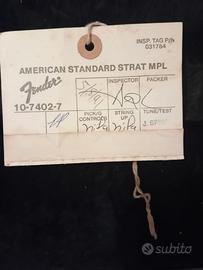 INSP. TAG P/N
031784
AMERICAN STANDARD STRAT MPL
Fender
10-7402-7
INSPECTOR
PACKER
PICK/G
CONTROLS
STRING
UP
TUNE/TEST
subito